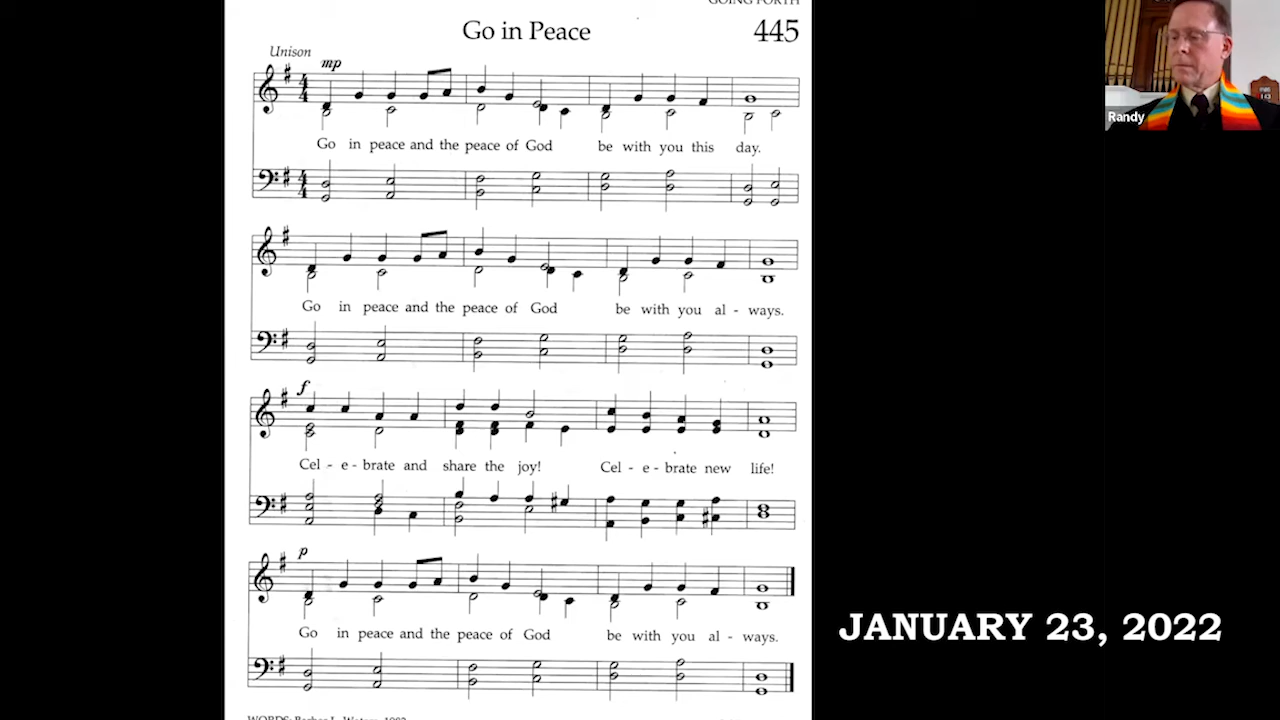 GOING FORTH
Go in Peace
445
Unison
mp
Go in peace and the peace of God be with you this day.
Go in peace and the peace of God be with you al - ways.
f
Cel - e - brate and share the joy! Cel - e - brate new life!
p
Go in peace and the peace of God be with you al - ways.
WORDS:
Randy
JANUARY 23, 2022